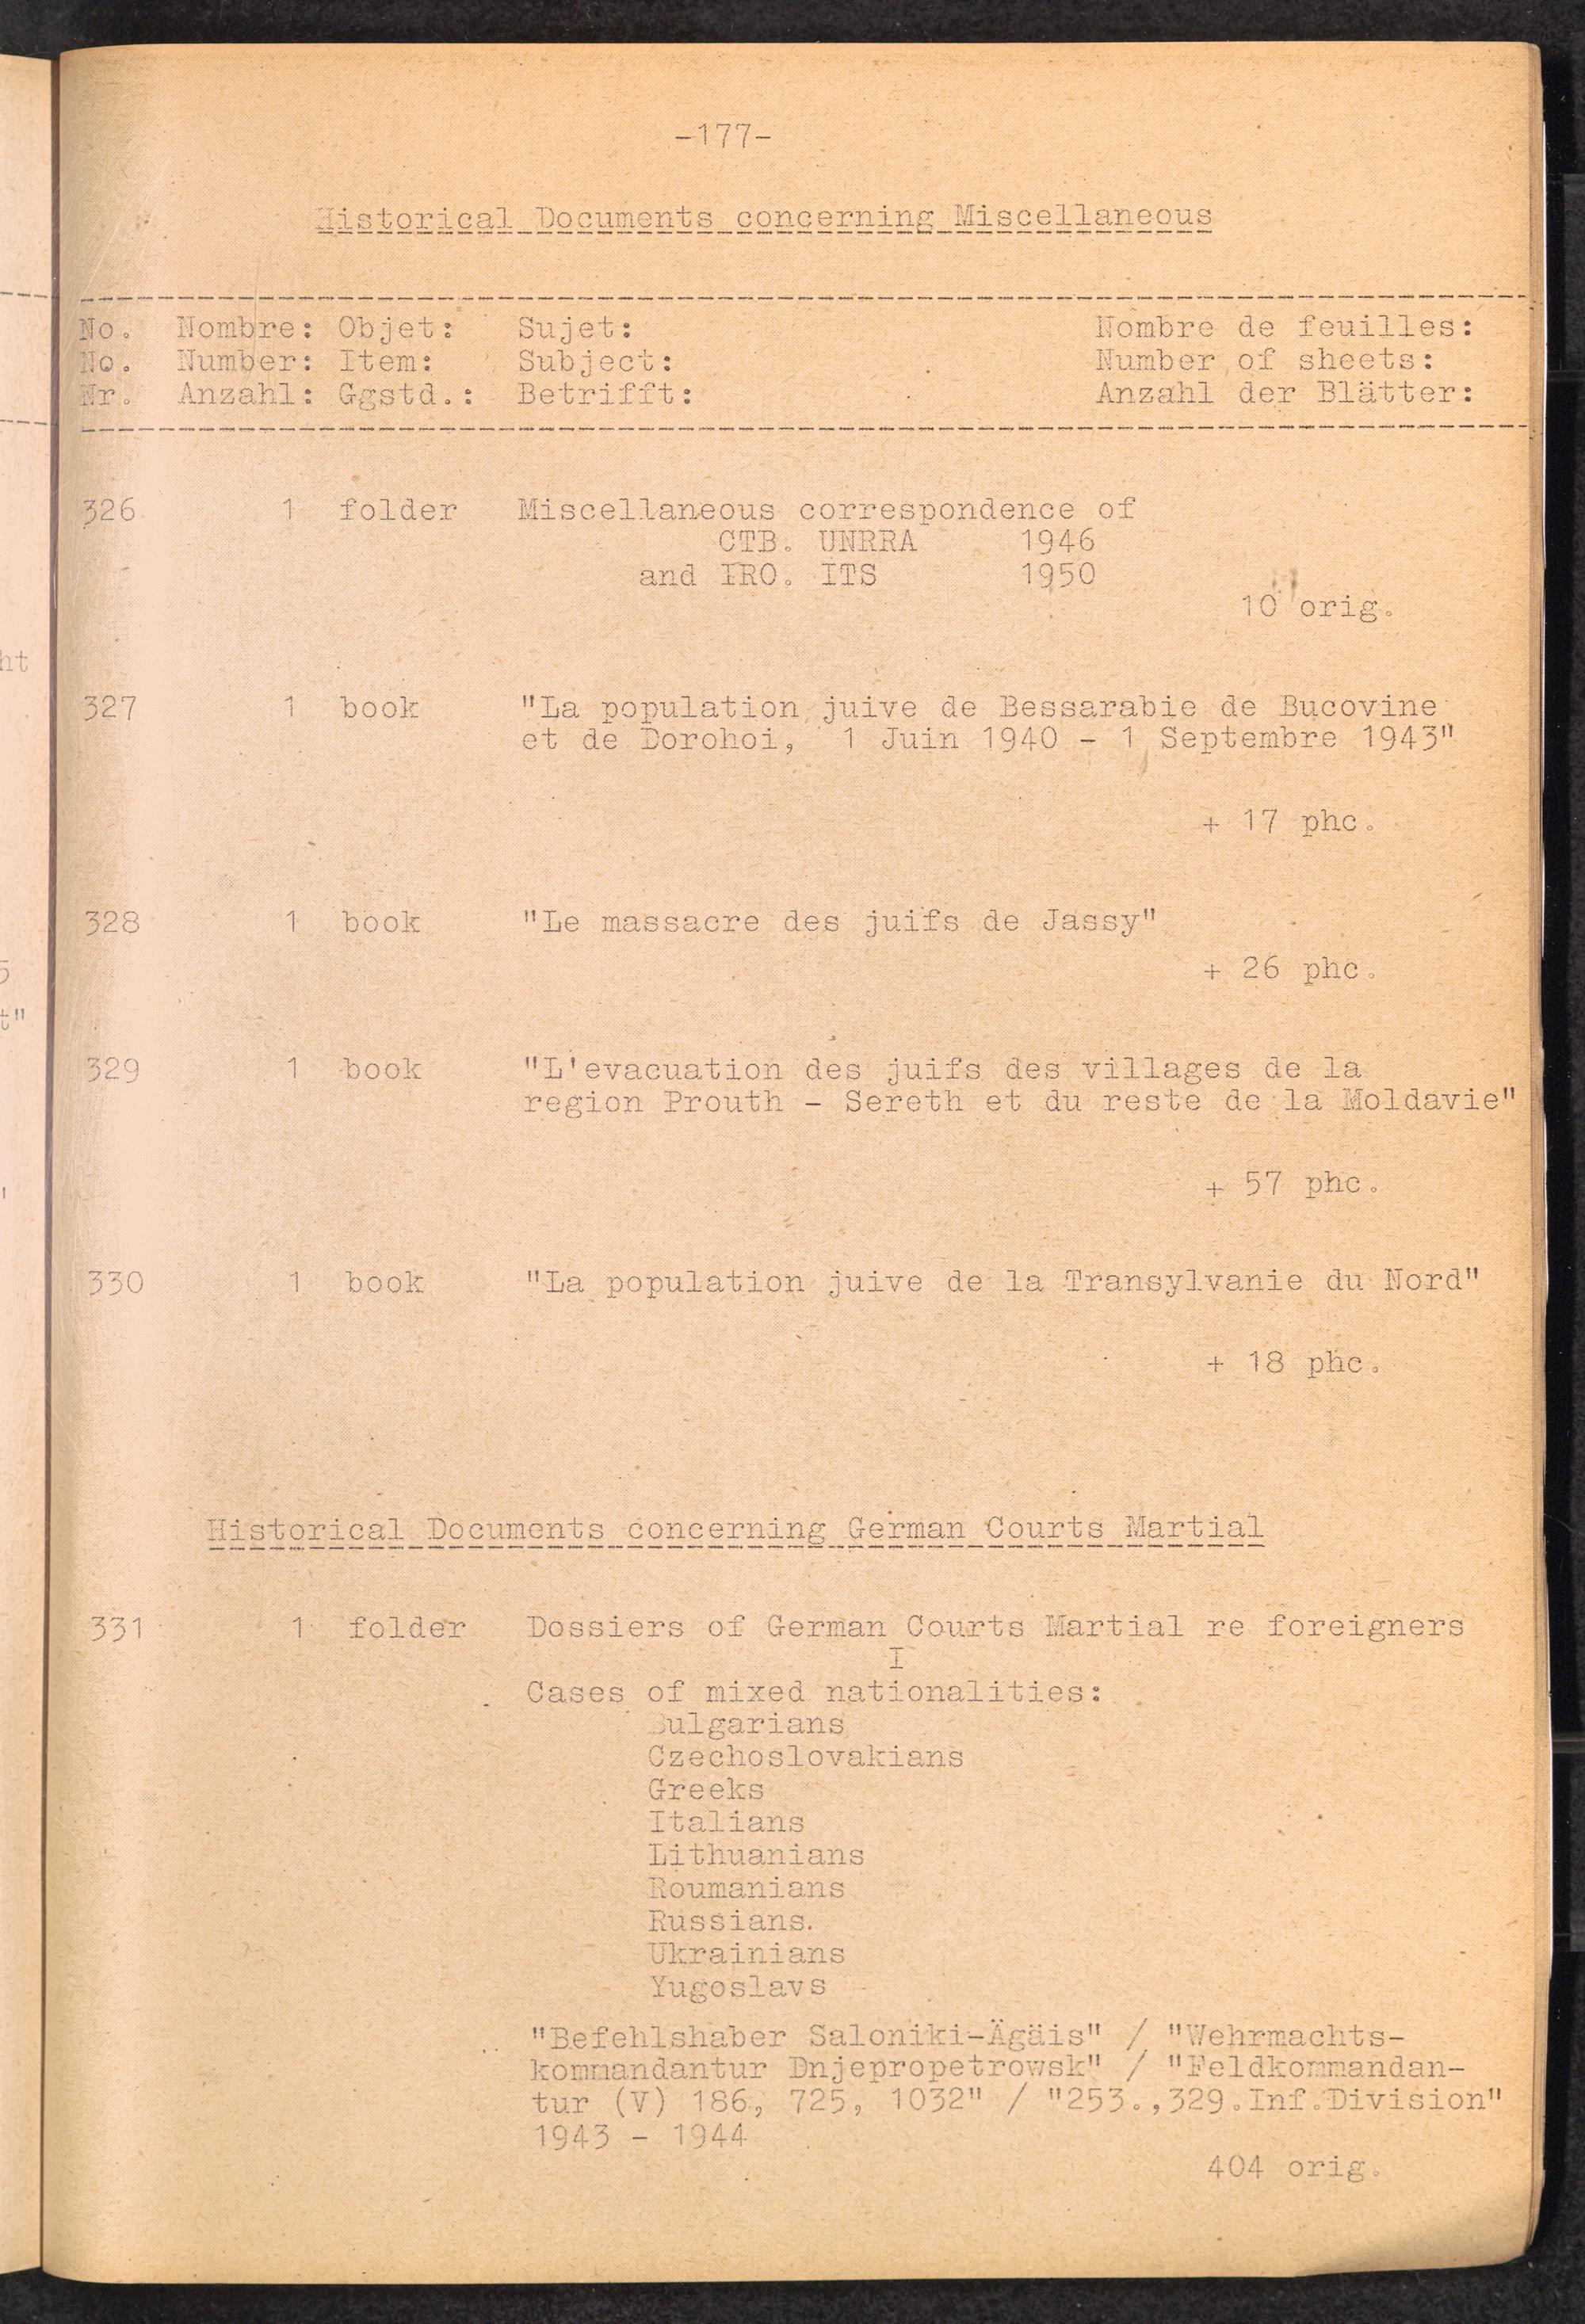 -177-
Historical Documents concerning Miscellaneous
No. Nombre: Objet: Sujet: Nombre de feuilles:
No. Number: Item: Subject: Number of sheets:
Nr. Anzahl: Ggstd.: Betrifft: Anzahl der Blätter:
326 1 folder Miscellaneous correspondence of
CTB. UNRRA 1946
and IRO. ITS 1950
10 orig.
327 1 book "La population juive de Bessarabie de Bucovine
et de Dorohoi, 1 Juin 1940 - 1 Septembre 1943"
+ 17 phc.
328 1 book "Le massacre des juifs de Jassy"
+ 26 phc.
329 1 book "L'evacuation des juifs des villages de la
region Prouth - Sereth et du reste de la Moldavie"
+ 57 phc.
330 1 book "La population juive de la Transylvanie du Nord"
+ 18 phc.
Historical Documents concerning German Courts Martial
331 1 folder Dossiers of German Courts Martial re foreigners
I
Cases of mixed nationalities:
Bulgarians
Czechoslovakians
Greeks
Italians
Lithuanians
Roumanians
Russians.
Ukrainians
Yugoslavs
"Befehlshaber Saloniki-Ägäis" / "Wehrmachts-
kommandantur Dnjepropetrowsk" / "Feldkommandan-
tur (V) 186, 725, 1032" / "253.,329.Inf.Division"
1943 - 1944
404 orig.